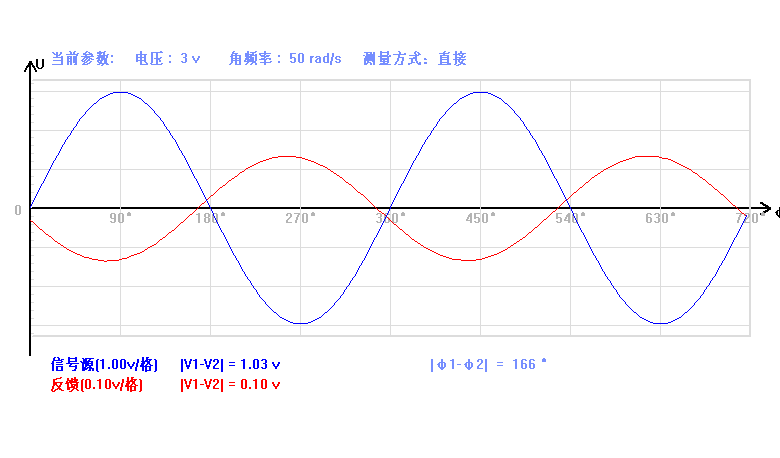 当前参数: 电压 : 3 v 角频率 : 50 rad/s 测量方式: 直接
U
0 90° 180° 270° 360° 450° 540° 630° 720° ф
信号源(1.00v/格) |V1-V2| = 1.03 v |ф1-ф2| = 166 °
反馈(0.10v/格) |V1-V2| = 0.10 v